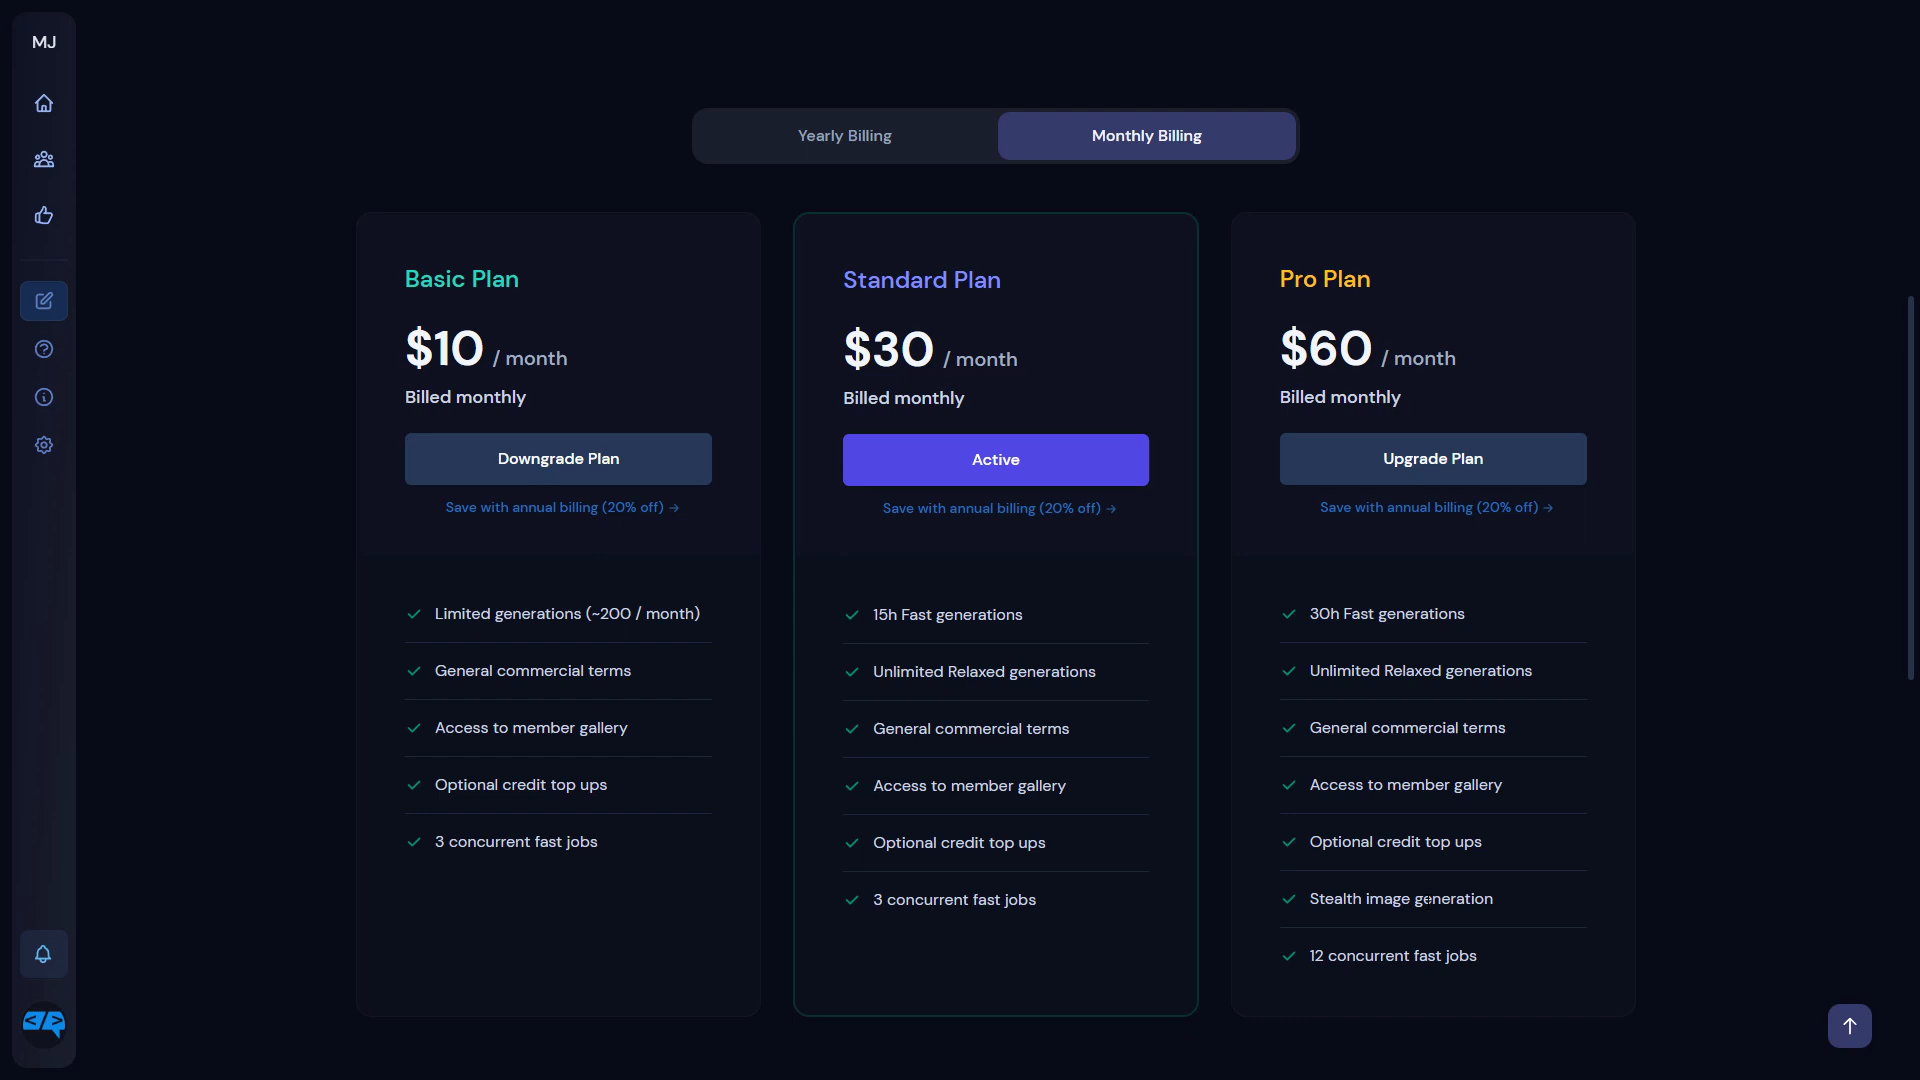 MJ
Yearly Billing
Monthly Billing
Basic Plan
$10 / month
Billed monthly
Downgrade Plan
Save with annual billing (20% off) →
Limited generations (~200 / month)
General commercial terms
Access to member gallery
Optional credit top ups
3 concurrent fast jobs
Standard Plan
$30 / month
Billed monthly
Active
Save with annual billing (20% off) →
15h Fast generations
Unlimited Relaxed generations
General commercial terms
Access to member gallery
Optional credit top ups
3 concurrent fast jobs
Pro Plan
$60 / month
Billed monthly
Upgrade Plan
Save with annual billing (20% off) →
30h Fast generations
Unlimited Relaxed generations
General commercial terms
Access to member gallery
Optional credit top ups
Stealth image generation
12 concurrent fast jobs